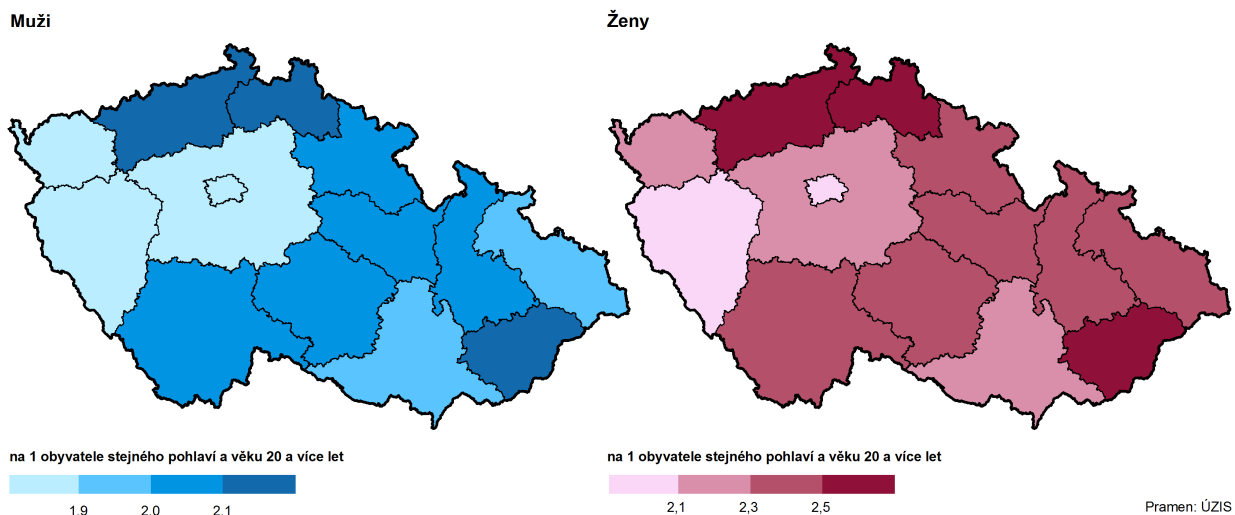 Muži
Ženy
na 1 obyvatele stejného pohlaví a věku 20 a více let
1,9 2,0 2,1
na 1 obyvatele stejného pohlaví a věku 20 a více let
2,1 2,3 2,5
Pramen: ÚZIS